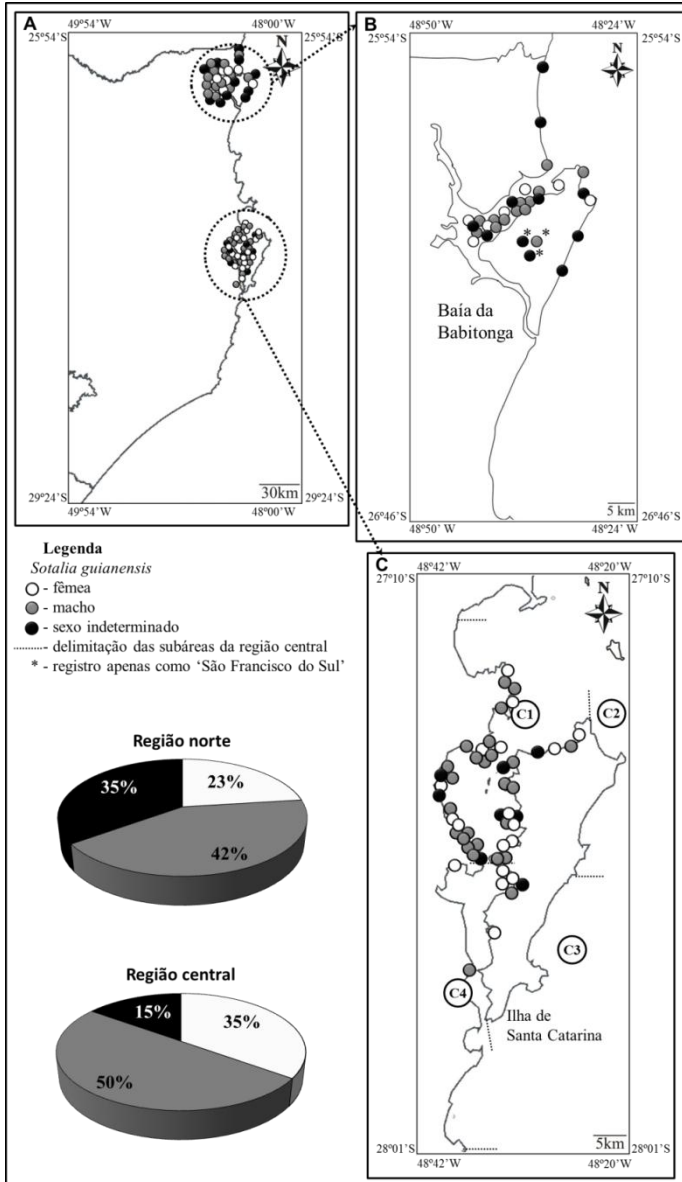 A
49°54'W
48°00'W
25°54'S
N
30km
29°24'S
29°24'S
49°54'W
48°00'W
B
48°50' W
48°24'W
25°54'S
25°54'S
N
*
*
*
Baía da
Babitonga
5 km
26°46'S
26°46'S
48°50' W
48°24'W
Legenda
Sotalia guianensis
- fêmea
- macho
- sexo indeterminado
- delimitação das subáreas da região central
* - registro apenas como ‘São Francisco do Sul’
Região norte
35%
23%
42%
Região central
15%
35%
50%
C
48°42'W
48°20'W
27°10'S
27°10'S
N
C1
C2
C3
C4
Ilha de
Santa Catarina
5km
28°01'S
28°01'S
48°42'W
48°20'W